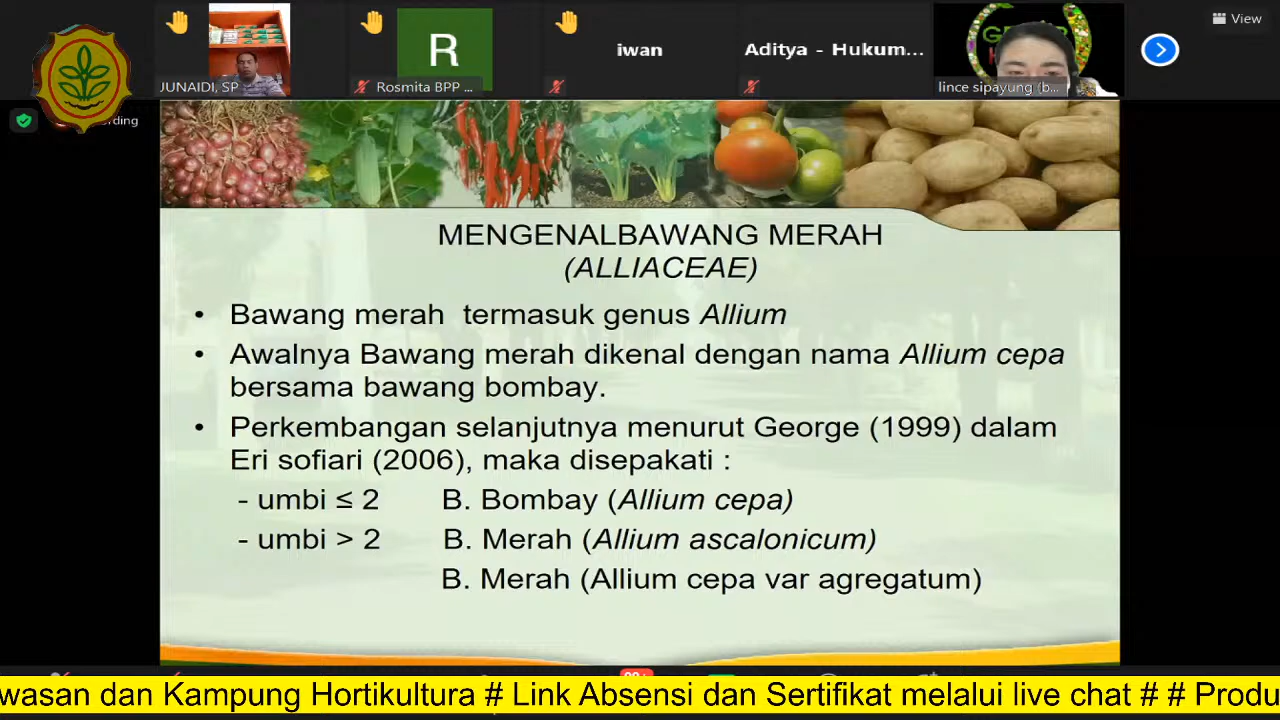 View
JUNAIDI, SP
R
Rosmita BPP ...
iwan
Aditya - Hukum...
lince sipayung (b...
MENGENALBAWANG MERAH
(ALLIACEAE)
• Bawang merah termasuk genus Allium
• Awalnya Bawang merah dikenal dengan nama Allium cepa
bersama bawang bombay.
• Perkembangan selanjutnya menurut George (1999) dalam
Eri sofiari (2006), maka disepakati :
- umbi ≤ 2 B. Bombay (Allium cepa)
- umbi > 2 B. Merah (Allium ascalonicum)
B. Merah (Allium cepa var agregatum)
wasan dan Kampung Hortikultura # Link Absensi dan Sertifikat melalui live chat # # Produ